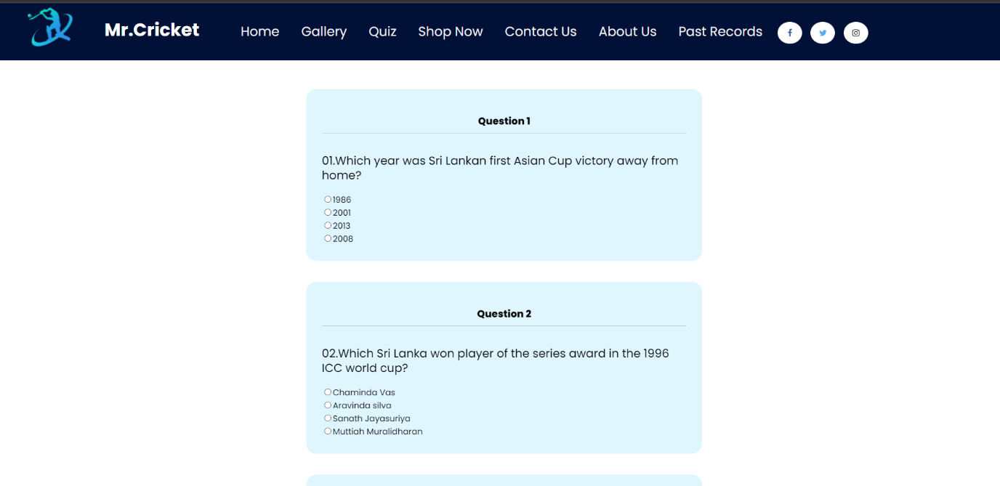 Mr.Cricket
Home Gallery Quiz Shop Now Contact Us About Us Past Records
Question 1
01.Which year was Sri Lankan first Asian Cup victory away from
home?
1986
2001
2013
2008
Question 2
02.Which Sri Lanka won player of the series award in the 1996
ICC world cup?
Chaminda Vas
Aravinda silva
Sanath Jayasuriya
Muttiah Muralidharan